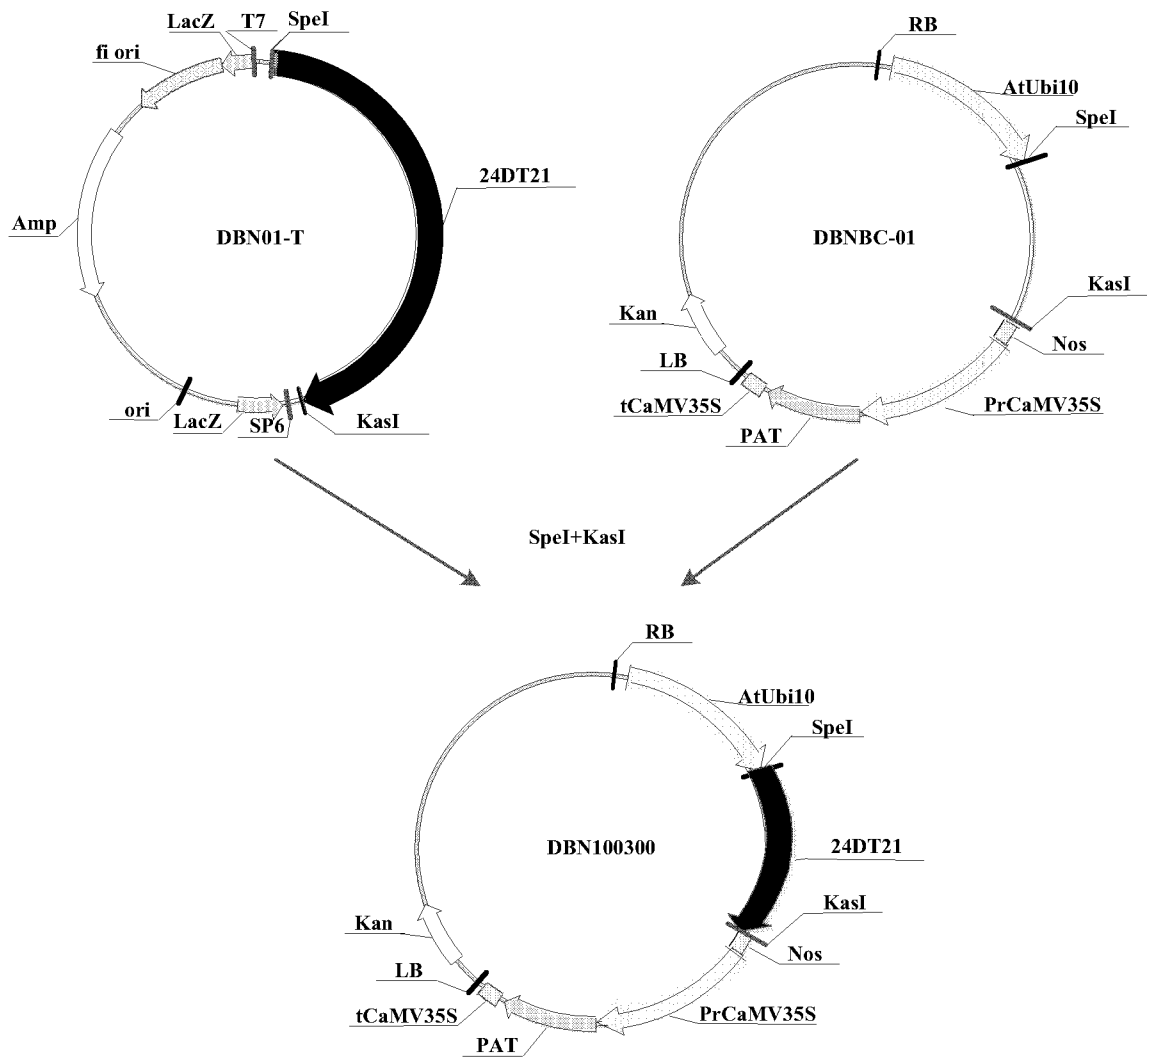 LacZ
T7
SpeI
fi ori
24DT21
Amp
DBN01-T
ori
LacZ
SP6
KasI
RB
AtUbi10
SpeI
DBNBC-01
KasI
Kan
Nos
LB
tCaMV35S
PrCaMV35S
PAT
SpeI+KasI
RB
AtUbi10
SpeI
DBN100300
24DT21
KasI
Kan
Nos
LB
tCaMV35S
PrCaMV35S
PAT